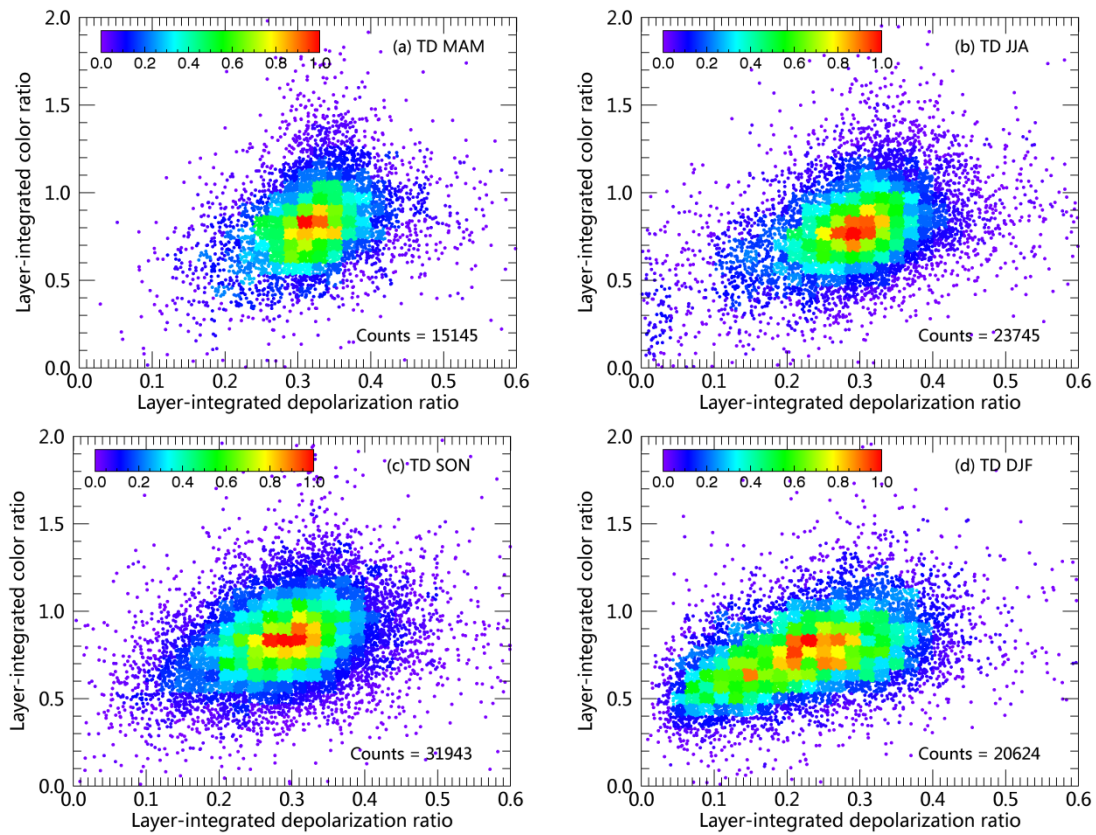 2.0
(a) TD MAM
0.0 0.2 0.4 0.6 0.8 1.0
1.5
1.0
0.5
0.0
Layer-integrated color ratio
Counts = 15145
0.0 0.1 0.2 0.3 0.4 0.5 0.6
Layer-integrated depolarization ratio
2.0
(b) TD JJA
0.0 0.2 0.4 0.6 0.8 1.0
1.5
1.0
0.5
0.0
Layer-integrated color ratio
Counts = 23745
0.0 0.1 0.2 0.3 0.4 0.5 0.6
Layer-integrated depolarization ratio
2.0
(c) TD SON
0.0 0.2 0.4 0.6 0.8 1.0
1.5
1.0
0.5
0.0
Layer-integrated color ratio
Counts = 31943
0.0 0.1 0.2 0.3 0.4 0.5 0.6
Layer-integrated depolarization ratio
2.0
(d) TD DJF
0.0 0.2 0.4 0.6 0.8 1.0
1.5
1.0
0.5
0.0
Layer-integrated color ratio
Counts = 20624
0.0 0.1 0.2 0.3 0.4 0.5 0.6
Layer-integrated depolarization ratio